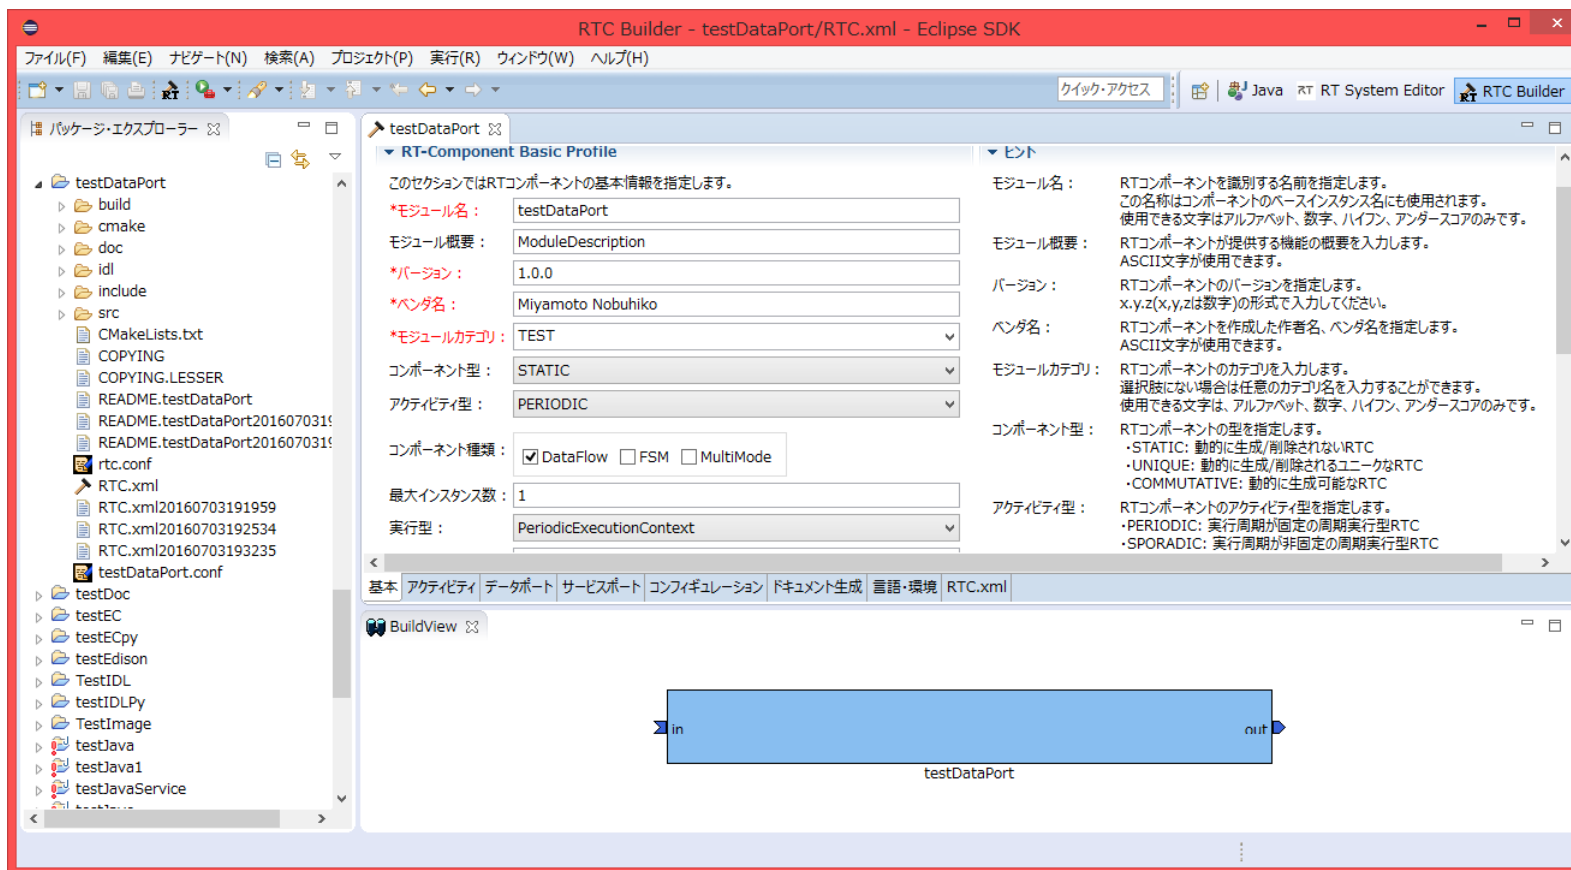 RTC Builder - testDataPort/RTC.xml - Eclipse SDK
ファイル(F) 編集(E) ナビゲート(N) 検索(A) プロジェクト(P) 実行(R) ウィンドウ(W) ヘルプ(H)
クイック・アクセス Java RT RT System Editor RT RTC Builder
パッケージ・エクスプローラー
testDataPort
build
cmake
doc
idl
include
src
CMakeLists.txt
COPYING
COPYING.LESSER
README.testDataPort
README.testDataPort201607031
README.testDataPort201607031
rtc.conf
RTC.xml
RTC.xml20160703191959
RTC.xml20160703192534
RTC.xml20160703193235
testDataPort.conf
testDoc
testEC
testECpy
testEdison
TestIDL
testIDLPy
TestImage
testJava
testJava1
testJavaService
testDataPort
RT-Component Basic Profile
このセクションではRTコンポーネントの基本情報を指定します。
*モジュール名： testDataPort
モジュール概要： ModuleDescription
*バージョン： 1.0.0
*ベンダ名： Miyamoto Nobuhiko
*モジュールカテゴリ： TEST
コンポーネント型： STATIC
アクティビティ型： PERIODIC
コンポーネント種類： DataFlow FSM MultiMode
最大インスタンス数： 1
実行型： PeriodicExecutionContext
ヒント
モジュール名： RTコンポーネントを識別する名前を指定します。
この名称はコンポーネントのベースインスタンス名にも使用されます。
使用できる文字はアルファベット、数字、ハイフン、アンダースコアのみです。
モジュール概要： RTコンポーネントが提供する機能の概要を入力します。
ASCII文字が使用できます。
バージョン： RTコンポーネントのバージョンを指定します。
x.y.z(x,y,zは数字)の形式で入力してください。
ベンダ名： RTコンポーネントを作成した作者名、ベンダ名を指定します。
ASCII文字が使用できます。
モジュールカテゴリ： RTコンポーネントのカテゴリを入力します。
選択肢にない場合は任意のカテゴリ名を入力することができます。
使用できる文字は、アルファベット、数字、ハイフン、アンダースコアのみです。
コンポーネント型： RTコンポーネントの型を指定します。
・STATIC: 動的に生成/削除されないRTC
・UNIQUE: 動的に生成/削除されるユニークなRTC
・COMMUTATIVE: 動的に生成可能なRTC
アクティビティ型： RTコンポーネントのアクティビティ型を指定します。
・PERIODIC: 実行周期が固定の周期実行型RTC
・SPORADIC: 実行周期が非固定の周期実行型RTC
基本 アクティビティ データポート サービスポート コンフィギュレーション ドキュメント生成 言語・環境 RTC.xml
BuildView
in out
testDataPort